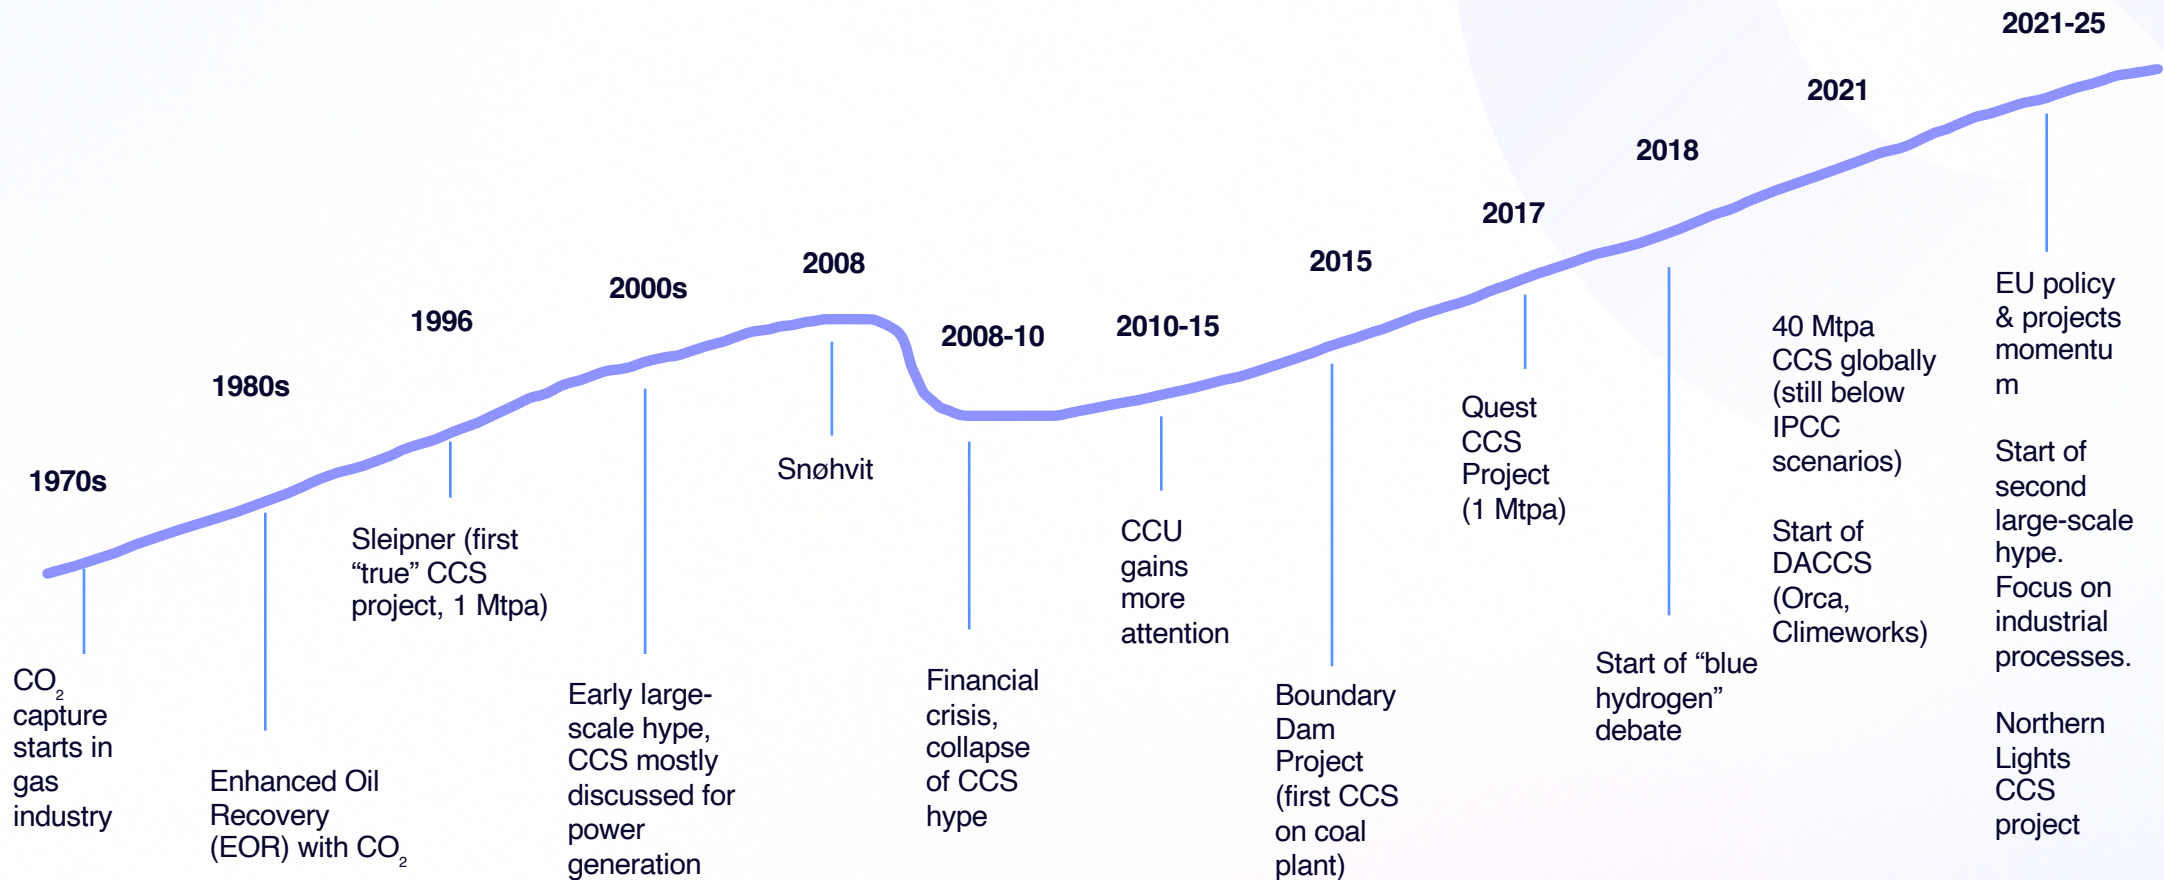 1970s
CO₂
capture
starts in
gas
industry
1980s
Enhanced Oil
Recovery
(EOR) with CO₂
1996
Sleipner (first
“true” CCS
project, 1 Mtpa)
2000s
Early large-
scale hype,
CCS mostly
discussed for
power
generation
2008
Snøhvit
2008-10
Financial
crisis,
collapse
of CCS
hype
2010-15
CCU
gains
more
attention
2015
Boundary
Dam
Project
(first CCS
on coal
plant)
2017
Quest
CCS
Project
(1 Mtpa)
2018
Start of “blue
hydrogen”
debate
2021
40 Mtpa
CCS globally
(still below
IPCC
scenarios)
Start of
DACCS
(Orca,
Climeworks)
2021-25
EU policy
& projects
momentu
m
Start of
second
large-scale
hype.
Focus on
industrial
processes.
Northern
Lights
CCS
project